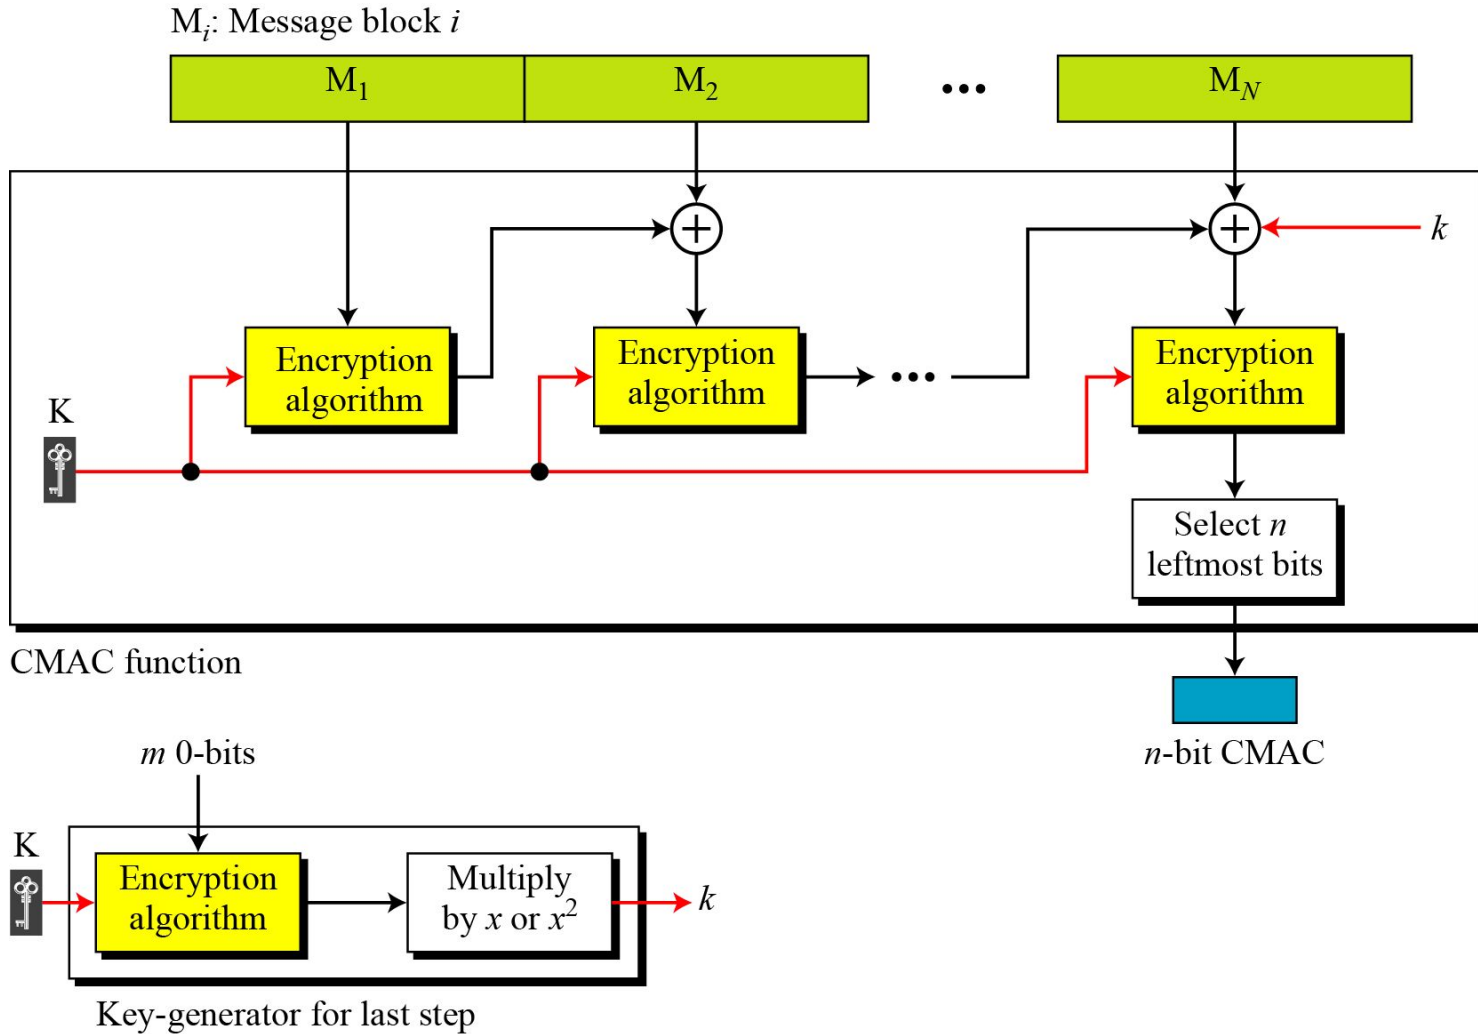 Mᵢ: Message block i
M₁
M₂
•••
M_N
k
Encryption
algorithm
Encryption
algorithm
•••
Encryption
algorithm
K
Select n
leftmost bits
CMAC function
n-bit CMAC
m 0-bits
K
Encryption
algorithm
Multiply
by x or x²
k
Key-generator for last step